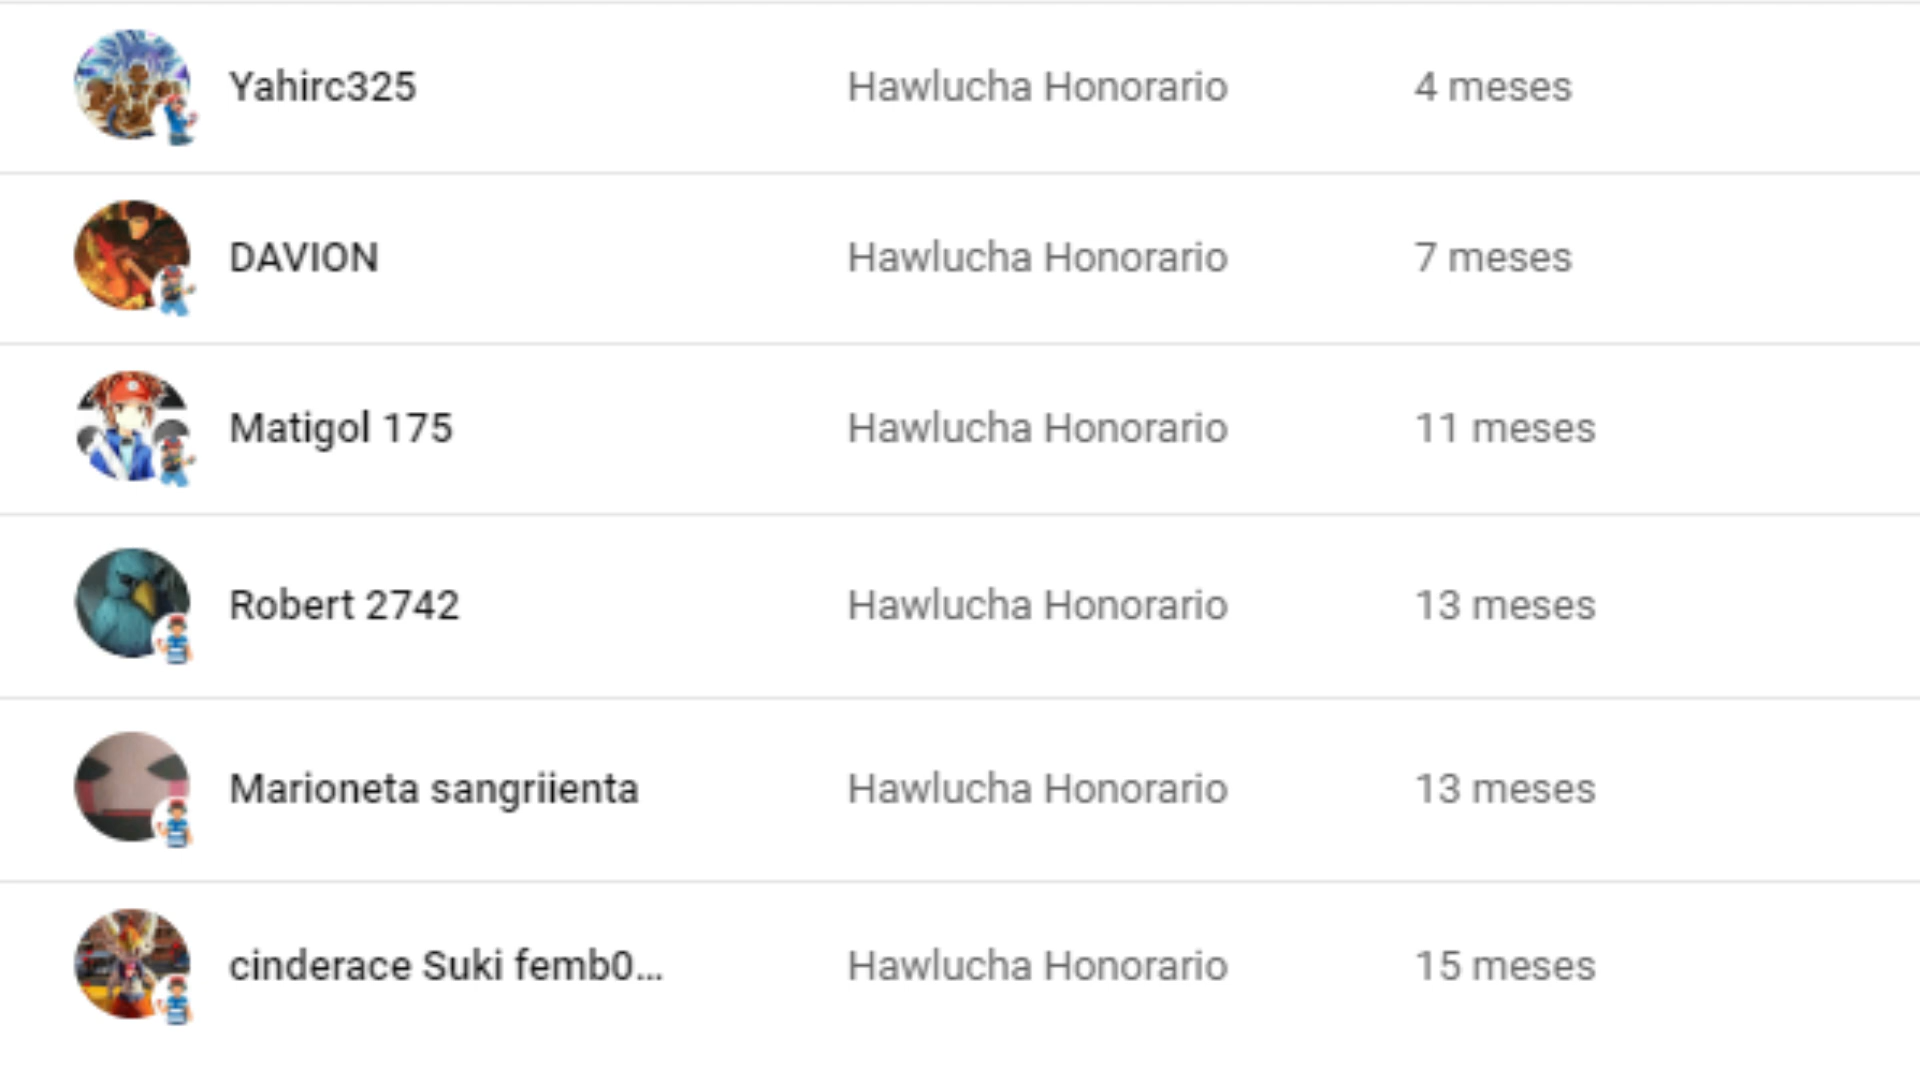 Yahirc325 Hawlucha Honorario 4 meses
DAVION Hawlucha Honorario 7 meses
Matigol 175 Hawlucha Honorario 11 meses
Robert 2742 Hawlucha Honorario 13 meses
Marioneta sangriienta Hawlucha Honorario 13 meses
cinderace Suki femb0... Hawlucha Honorario 15 meses